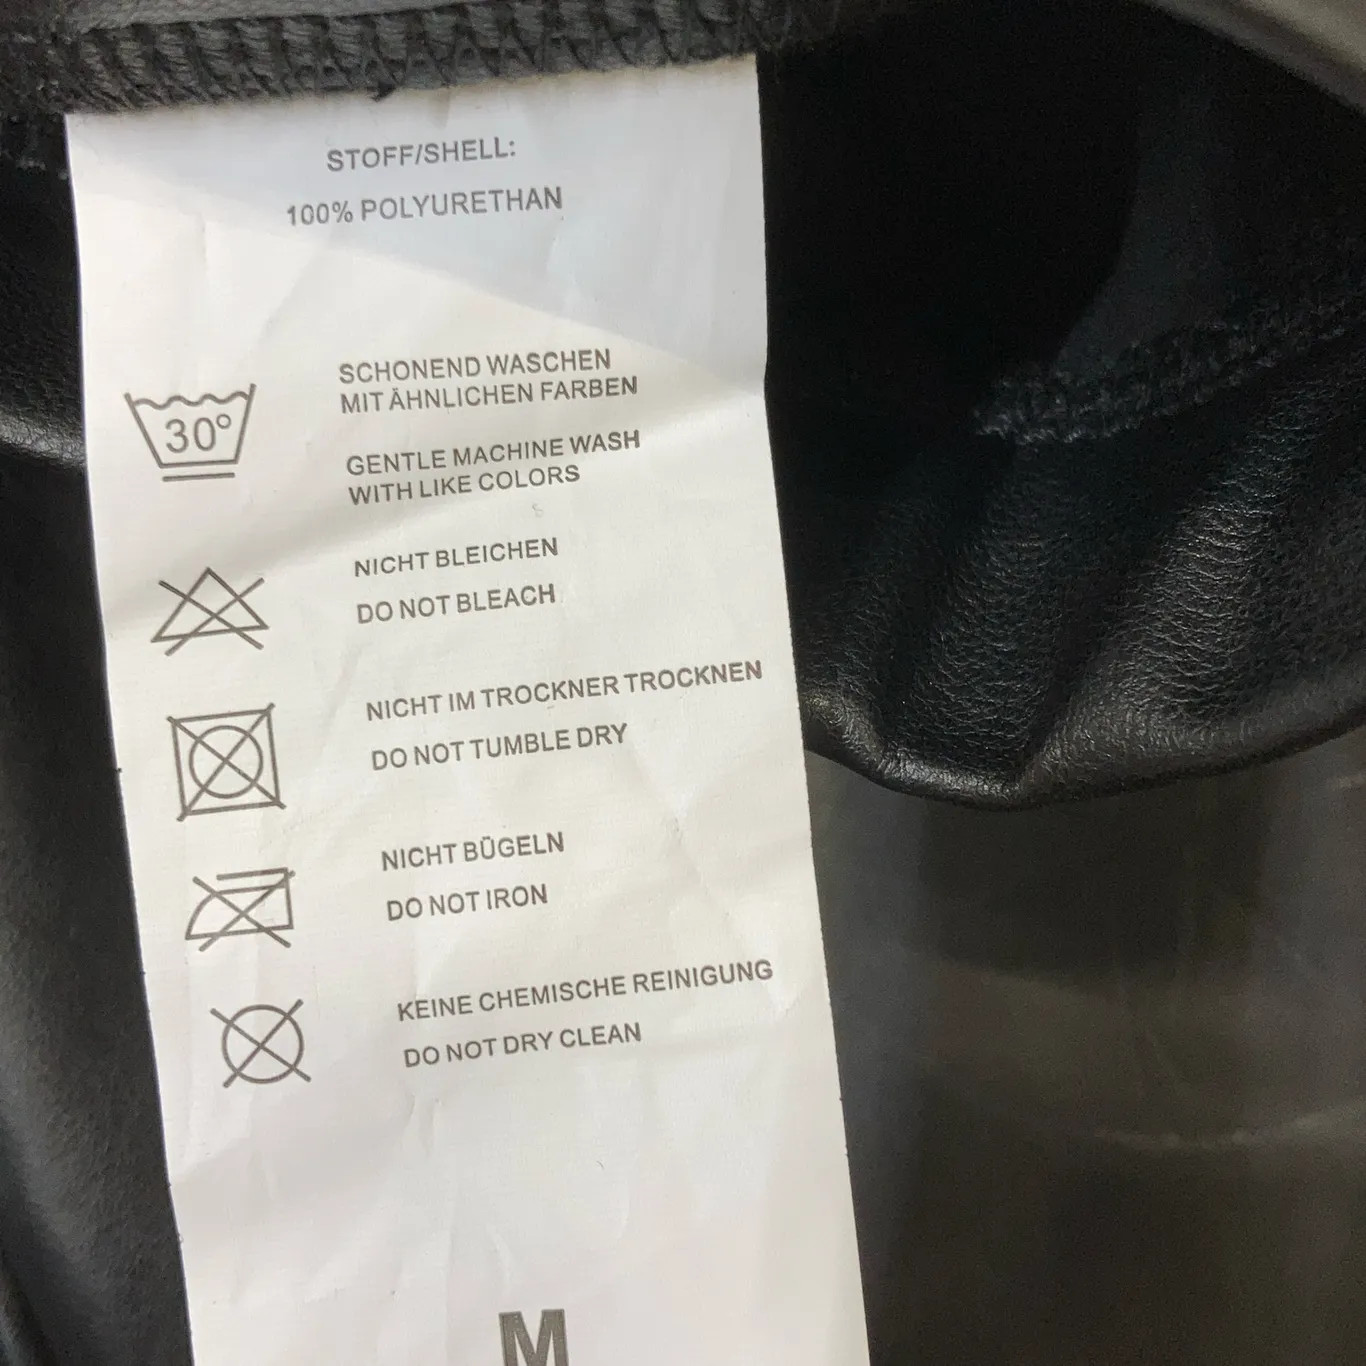 STOFF/SHELL:
100% POLYURETHAN
30°
SCHONEND WASCHEN
MIT ÄHNLICHEN FARBEN
GENTLE MACHINE WASH
WITH LIKE COLORS
NICHT BLEICHEN
DO NOT BLEACH
NICHT IM TROCKNER TROCKNEN
DO NOT TUMBLE DRY
NICHT BÜGELN
DO NOT IRON
KEINE CHEMISCHE REINIGUNG
DO NOT DRY CLEAN
M